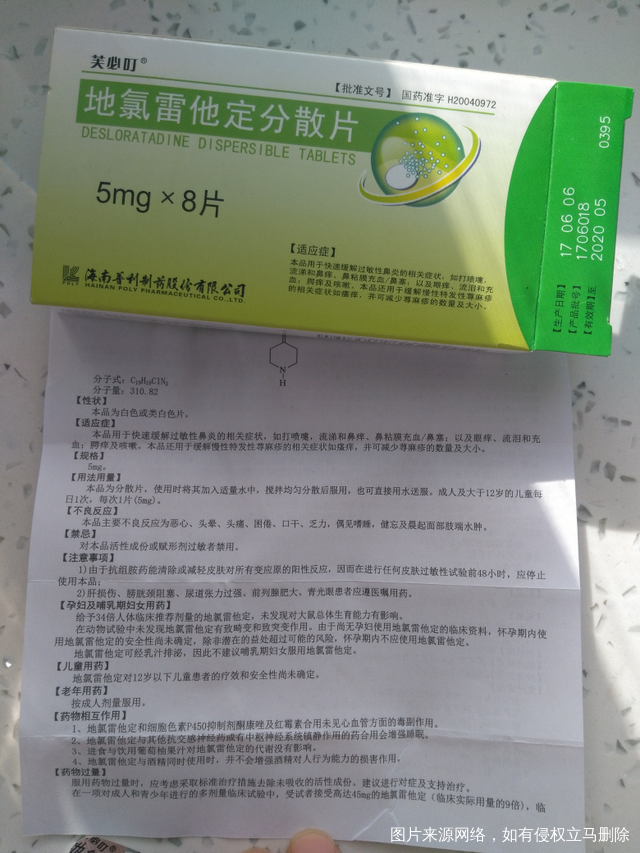 芙必叮®
【批准文号】 国药准字 H20040972
地氯雷他定分散片
DESLORATADINE DISPERSIBLE TABLETS
5mg×8片
【适应症】
本品用于快速缓解过敏性鼻炎的相关症状，如打喷嚏，
流涕和鼻痒、鼻粘膜充血/鼻塞；以及眼痒、流泪和充
血；腭痒及咳嗽。本品还用于缓解慢性特发性荨麻疹
的相关症状如瘙痒，并可减少荨麻疹的数量及大小。
海南普利制药股份有限公司
HAINAN POLY PHARMACEUTICAL CO.,LTD.
【生产日期】 17 06 06
【产品批号】 1706018
【有效期】至 2020 05
0395
N
H
分子式：C₁₉H₁₉ClN₂
分子量：310.82
【性状】
本品为白色或类白色片。
【适应症】
本品用于快速缓解过敏性鼻炎的相关症状，如打喷嚏，流涕和鼻痒、鼻粘膜充血/鼻塞；以及眼痒、流泪和充
血；腭痒及咳嗽。本品还用于缓解慢性特发性荨麻疹的相关症状如瘙痒，并可减少荨麻疹的数量及大小。
【规格】
5mg。
【用法用量】
本品为分散片，使用时将其加入适量水中，搅拌均匀分散后服用，也可直接用水送服。成人及大于12岁的儿童每
日1次，每次1片(5mg)。
【不良反应】
本品主要不良反应为恶心、头晕、头痛、困倦、口干、乏力，偶见嗜睡，健忘及晨起面部肢端水肿。
【禁忌】
对本品活性成份或赋形剂过敏者禁用。
【注意事项】
1)由于抗组胺药能清除或减轻皮肤对所有变应原的阳性反应，因而在进行任何皮肤过敏性试验前48小时，应停止
使用本品；
2)肝损伤、膀胱颈阻塞、尿道张力过强、前列腺肥大、青光眼患者应遵医嘱用药。
【孕妇及哺乳期妇女用药】
给予34倍人体临床推荐剂量的地氯雷他定，未发现对大鼠总体生育能力有影响。
在动物试验中未发现地氯雷他定有致畸变和致突变作用。由于尚无孕妇使用地氯雷他定的临床资料，怀孕期内使
用地氯雷他定的安全性尚未确定，除非潜在的益处超过可能的风险，怀孕期内不应使用地氯雷他定。
地氯雷他定可经乳汁排泌，因此不建议哺乳期妇女服用地氯雷他定。
【儿童用药】
地氯雷他定对12岁以下儿童患者的疗效和安全性尚未确定。
【老年用药】
按成人剂量服用。
【药物相互作用】
1、地氯雷他定和细胞色素P450抑制剂酮康唑及红霉素合用未见心血管方面的毒副作用。
2、地氯雷他定与其他抗交感神经药或有中枢神经系统镇静作用的药合用会增强睡眠。
3、进食与饮用葡萄柚果汁对地氯雷他定的代谢没有影响。
4、地氯雷他定与酒精同时使用时，并不会增强酒精对人行为能力的损害作用。
【药物过量】
服用药物过量时，应考虑采取标准治疗措施去除未吸收的活性成份。建议进行对症及支持治疗。
在一项对成人和青少年进行的多剂量临床试验中，受试者接受高达45mg的地氯雷他定（临床实际用量的9倍），临
图片来源网络，如有侵权立马删除